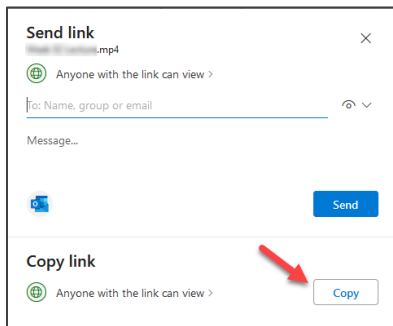 Send link
.mp4
Anyone with the link can view >
To: Name, group or email
Message...
Send
Copy link
Anyone with the link can view >
Copy